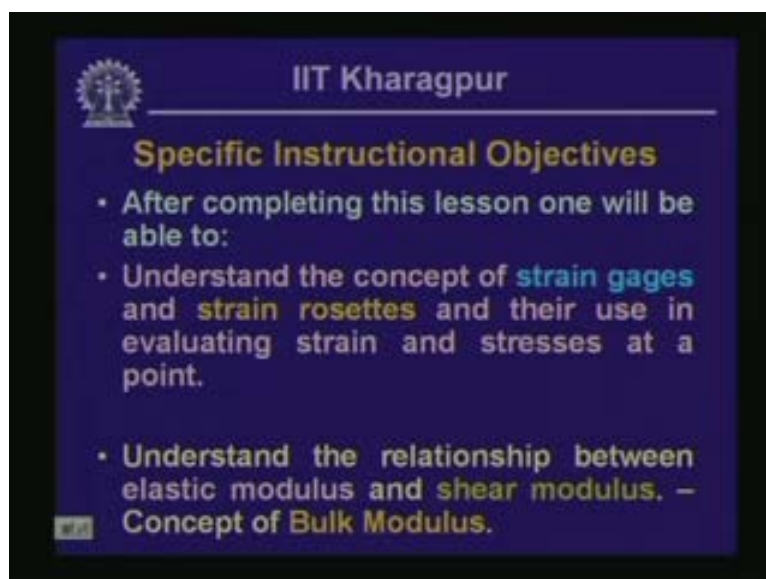 IIT Kharagpur
Specific Instructional Objectives
• After completing this lesson one will be
able to:
• Understand the concept of strain gages
and strain rosettes and their use in
evaluating strain and stresses at a
point.
• Understand the relationship between
elastic modulus and shear modulus. –
Concept of Bulk Modulus.